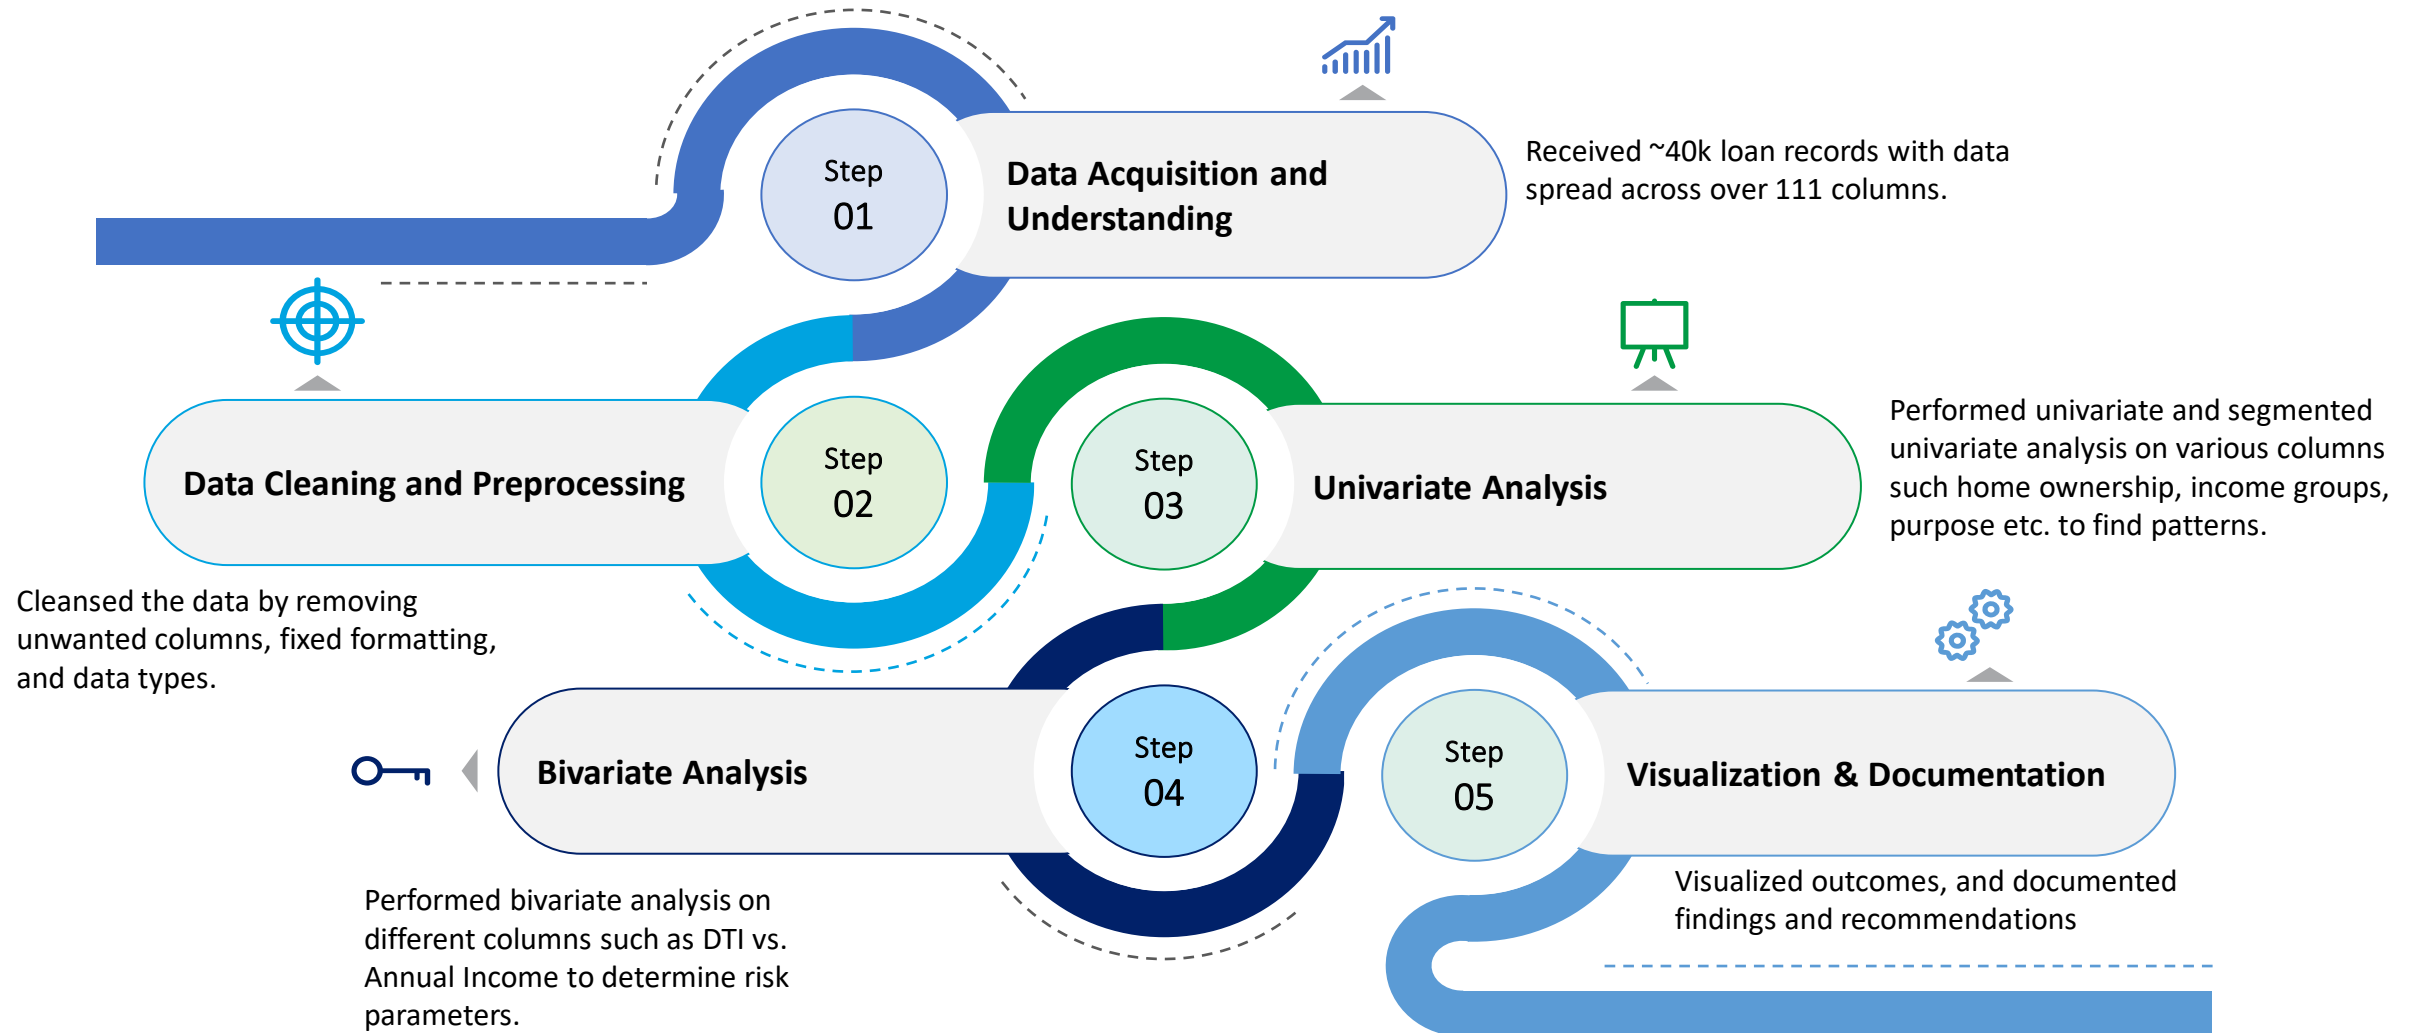 Step
01
Data Acquisition and
Understanding
Received ~40k loan records with data
spread across over 111 columns.
Data Cleaning and Preprocessing
Step
02
Cleansed the data by removing
unwanted columns, fixed formatting,
and data types.
Step
03
Univariate Analysis
Performed univariate and segmented
univariate analysis on various columns
such home ownership, income groups,
purpose etc. to find patterns.
Bivariate Analysis
Step
04
Performed bivariate analysis on
different columns such as DTI vs.
Annual Income to determine risk
parameters.
Step
05
Visualization & Documentation
Visualized outcomes, and documented
findings and recommendations